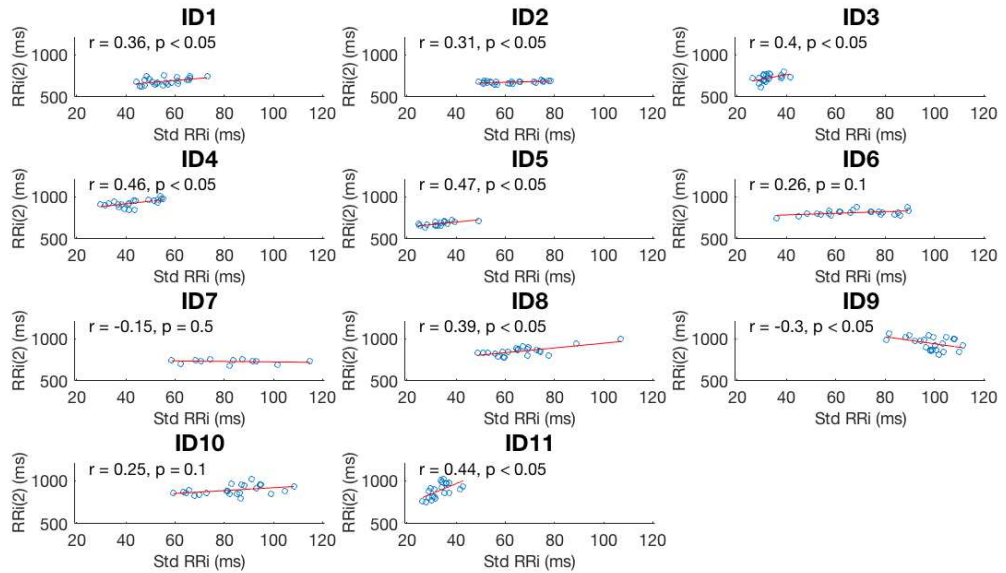 ID1
r = 0.36, p < 0.05
RRi(2) (ms)
1000
500
20 40 60 80 100 120
Std RRi (ms)
ID2
r = 0.31, p < 0.05
RRi(2) (ms)
1000
500
20 40 60 80 100 120
Std RRi (ms)
ID3
r = 0.4, p < 0.05
RRi(2) (ms)
1000
500
20 40 60 80 100 120
Std RRi (ms)
ID4
r = 0.46, p < 0.05
RRi(2) (ms)
1000
500
20 40 60 80 100 120
Std RRi (ms)
ID5
r = 0.47, p < 0.05
RRi(2) (ms)
1000
500
20 40 60 80 100 120
Std RRi (ms)
ID6
r = 0.26, p = 0.1
RRi(2) (ms)
1000
500
20 40 60 80 100 120
Std RRi (ms)
ID7
r = -0.15, p = 0.5
RRi(2) (ms)
1000
500
20 40 60 80 100 120
Std RRi (ms)
ID8
r = 0.39, p < 0.05
RRi(2) (ms)
1000
500
20 40 60 80 100 120
Std RRi (ms)
ID9
r = -0.3, p < 0.05
RRi(2) (ms)
1000
500
20 40 60 80 100 120
Std RRi (ms)
ID10
r = 0.25, p = 0.1
RRi(2) (ms)
1000
500
20 40 60 80 100 120
Std RRi (ms)
ID11
r = 0.44, p < 0.05
RRi(2) (ms)
1000
500
20 40 60 80 100 120
Std RRi (ms)